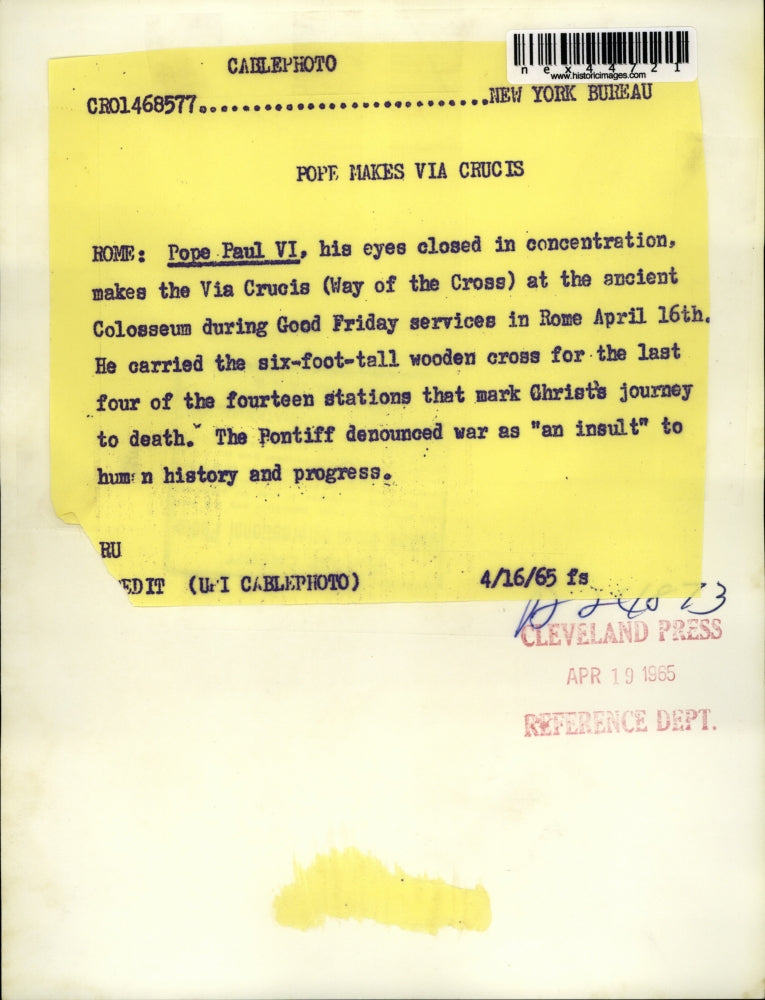 nex44721
www.historicimages.com
CABLEPHOTO
CRO1468577..............................NEW YORK BUREAU
POPE MAKES VIA CRUCIS
ROME: Pope Paul VI, his eyes closed in concentration,
makes the Via Crucis (Way of the Cross) at the ancient
Colosseum during Good Friday services in Rome April 16th.
He carried the six-foot-tall wooden cross for the last
four of the fourteen stations that mark Christ's journey
to death. The Pontiff denounced war as "an insult" to
hum n history and progress.
RU
EDIT (UPI CABLEPHOTO) 4/16/65 fs
CLEVELAND PRESS
APR 19 1965
REFERENCE DEPT.